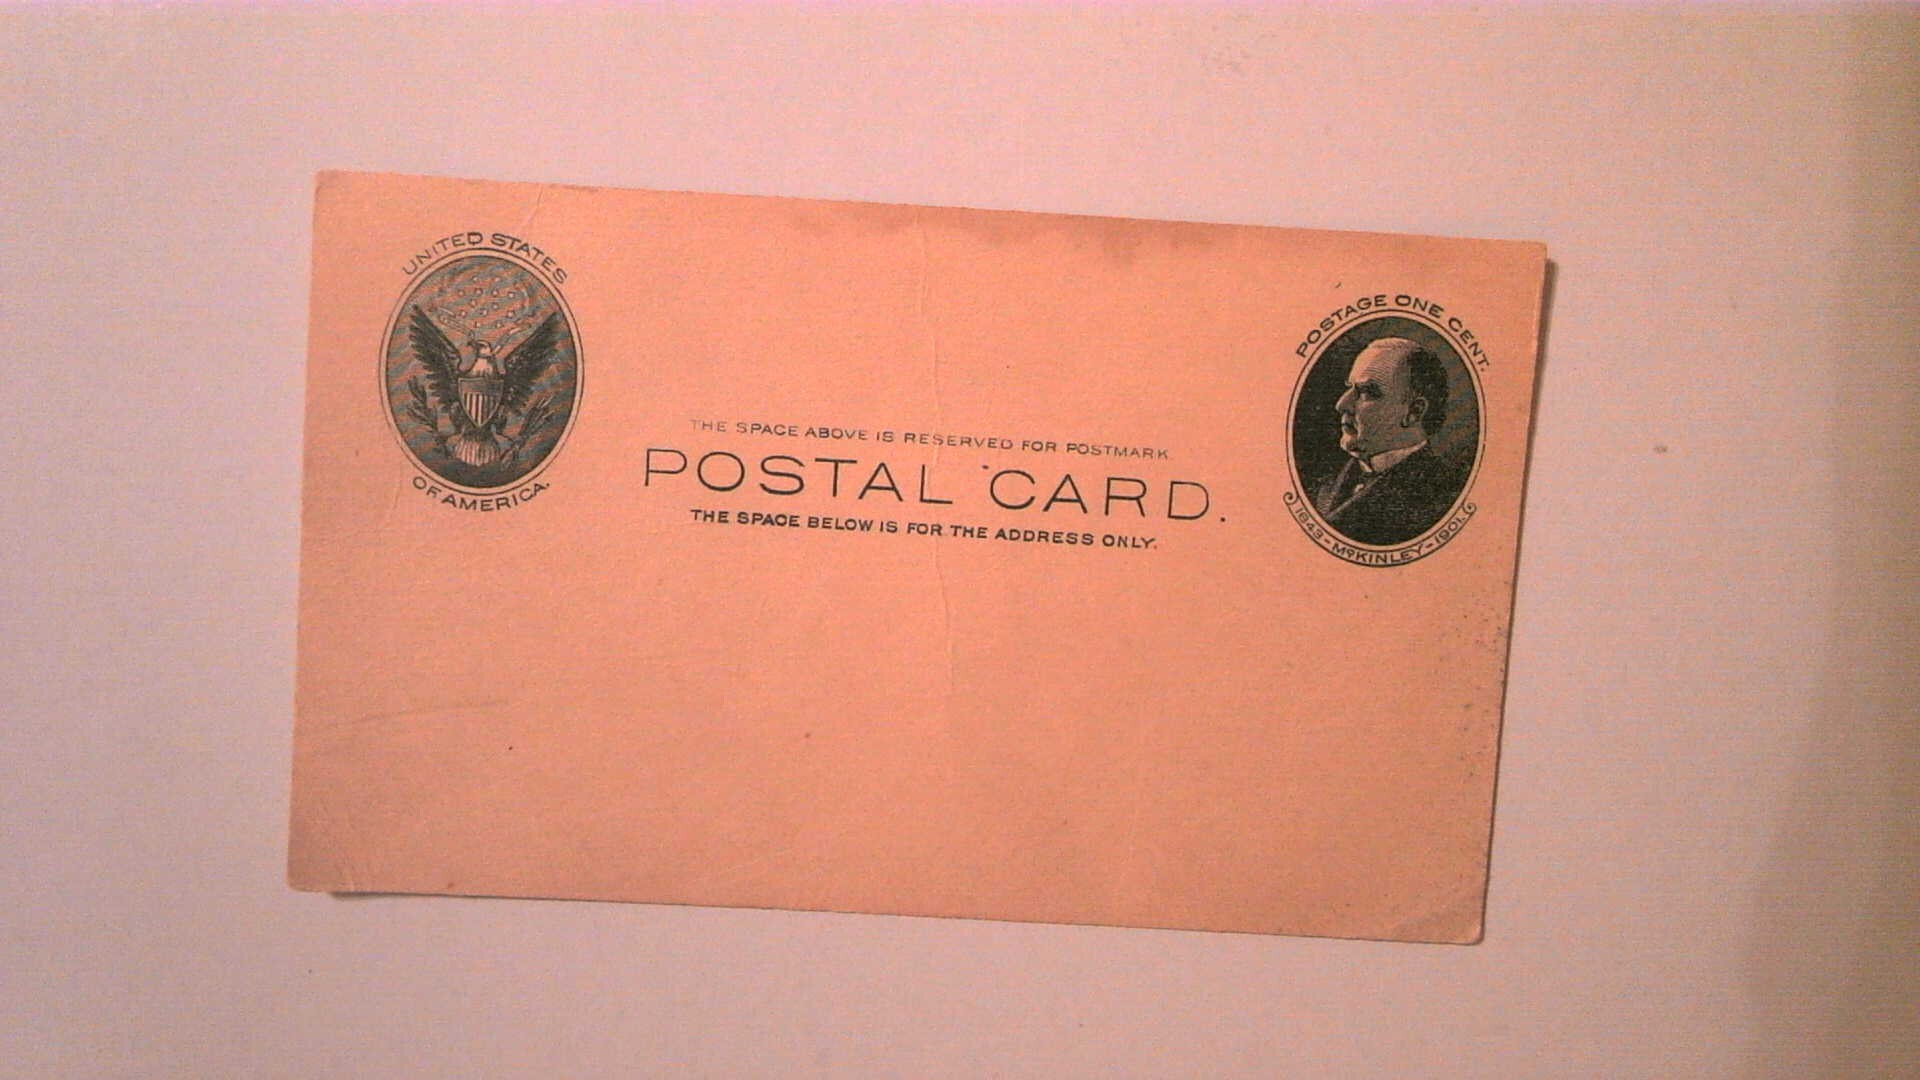 UNITED STATES
OF AMERICA.
POSTAGE ONE CENT.
1843-McKINLEY-1901.
THE SPACE ABOVE IS RESERVED FOR POSTMARK.
POSTAL CARD.
THE SPACE BELOW IS FOR THE ADDRESS ONLY.